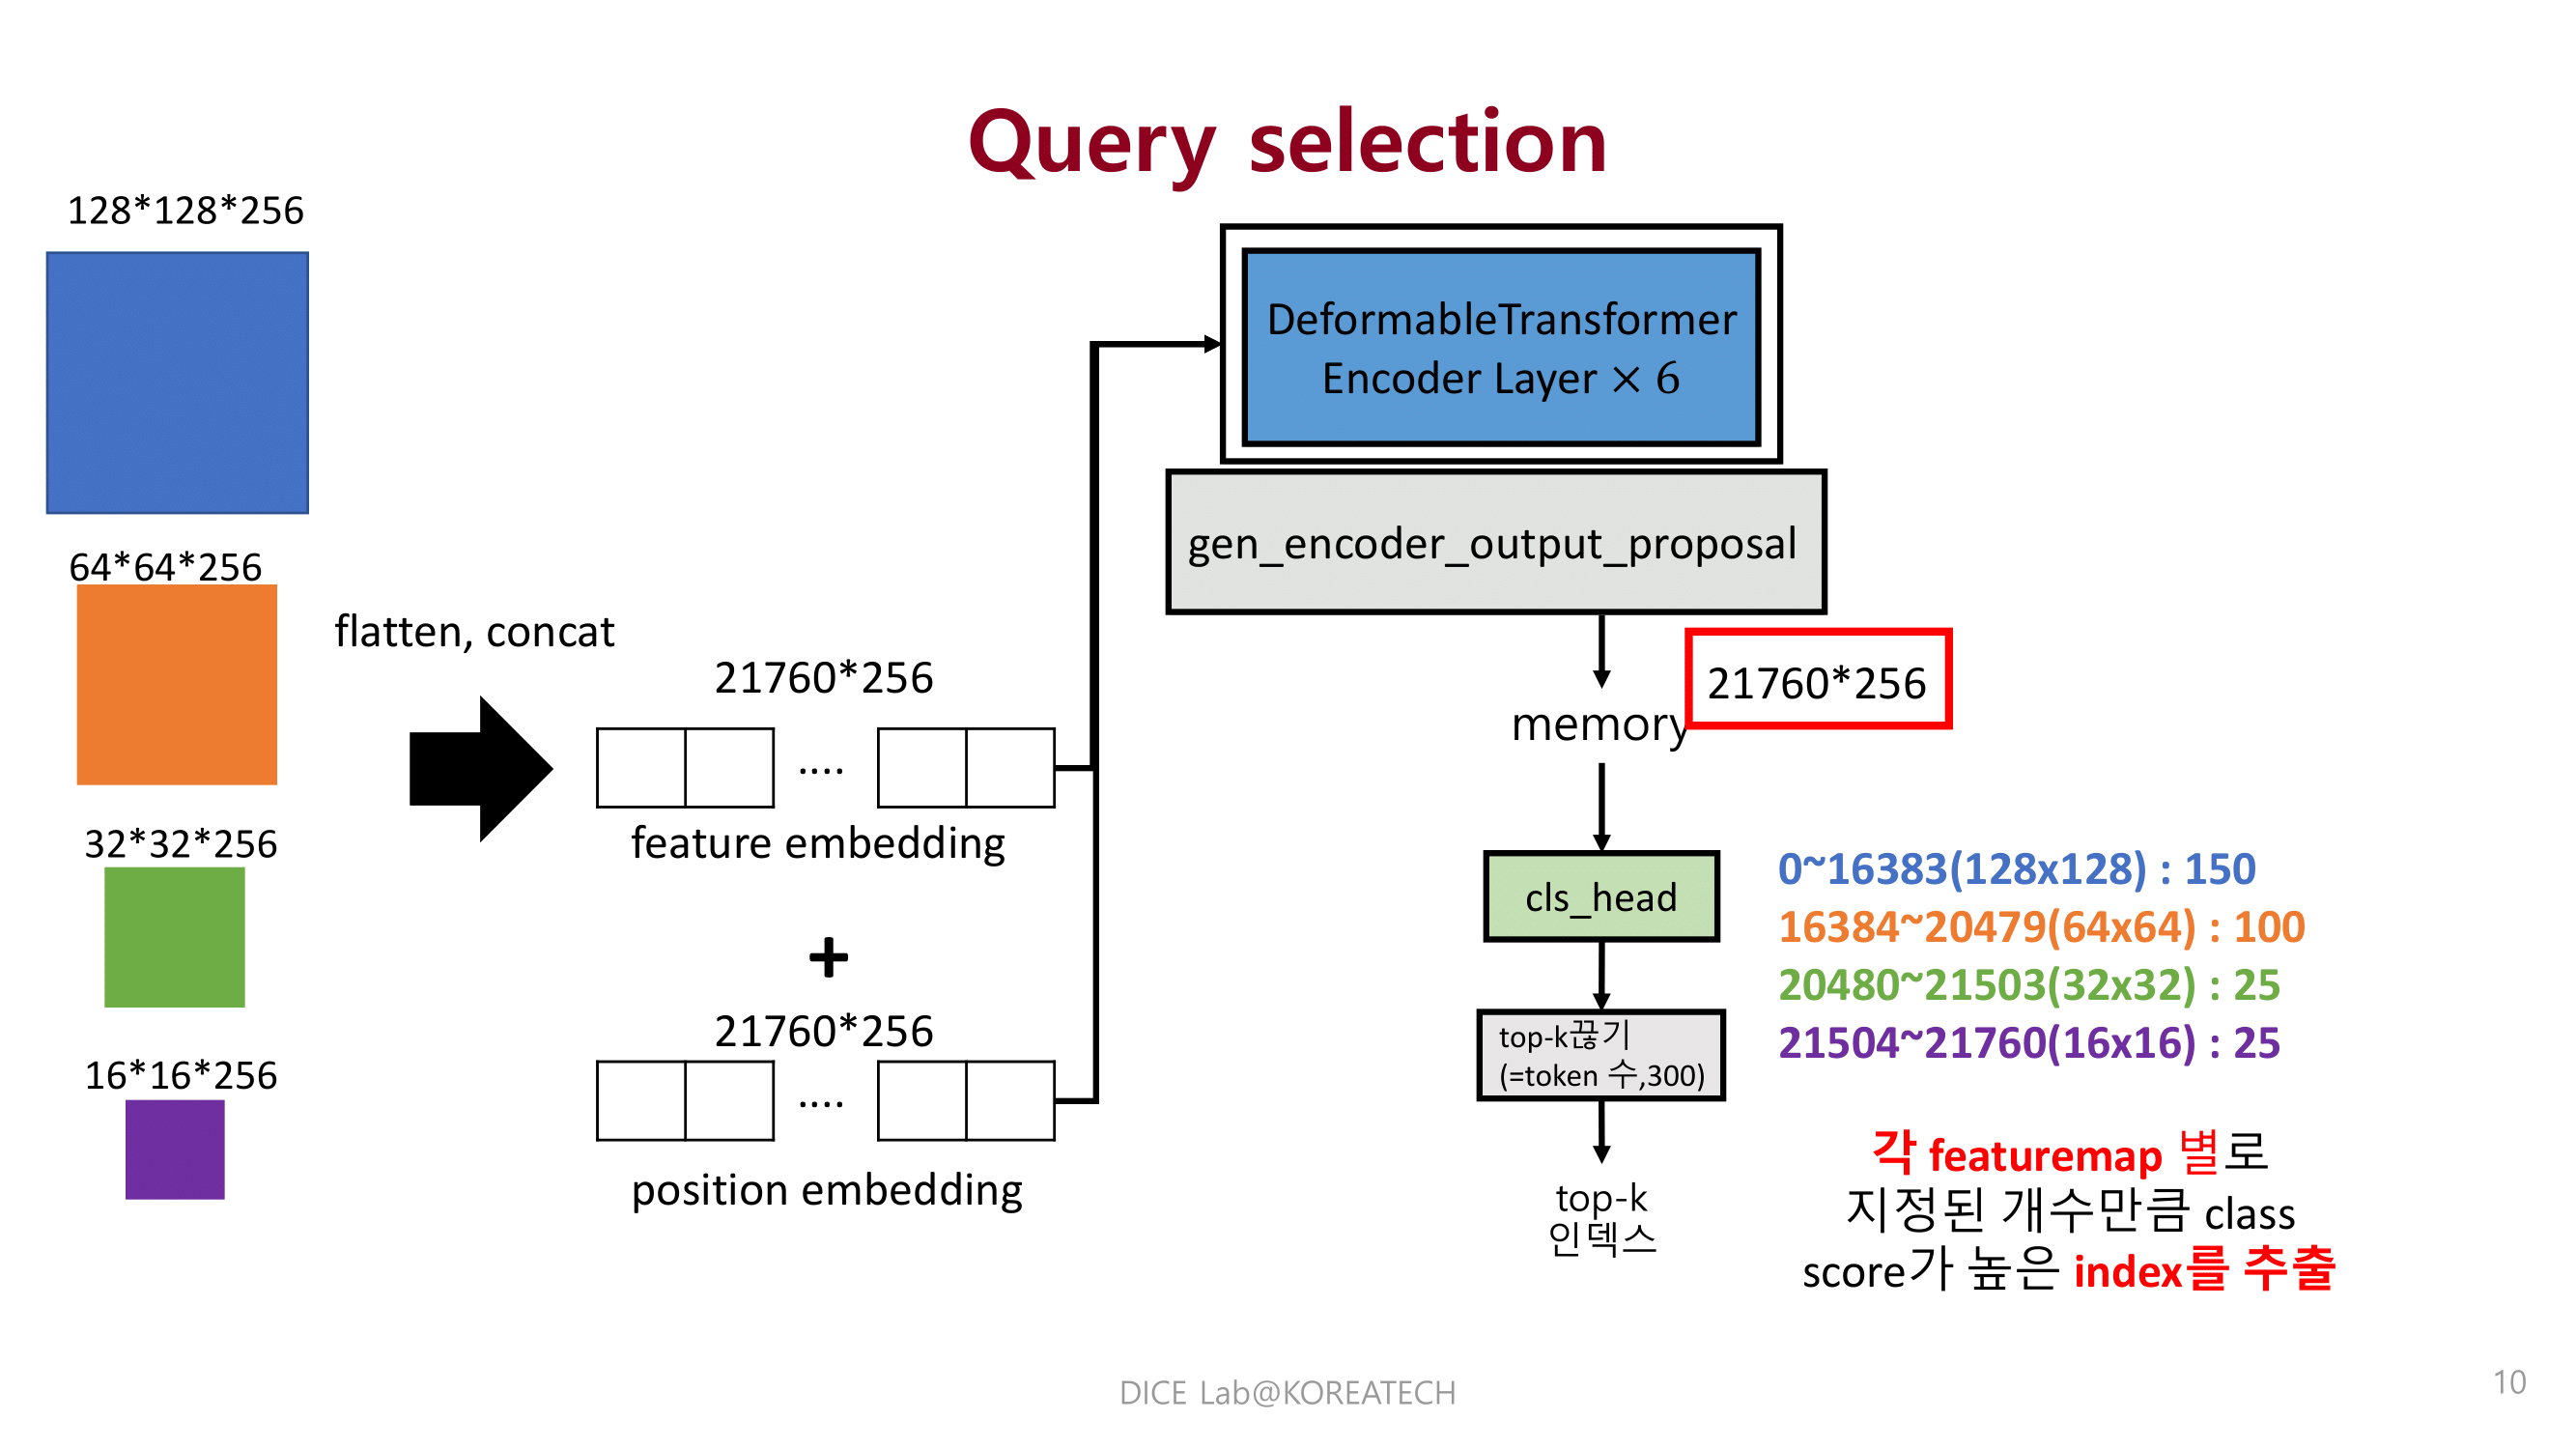 Query selection
128*128*256
64*64*256
32*32*256
16*16*256
flatten, concat
21760*256
....
feature embedding
+
21760*256
....
position embedding
DeformableTransformer
Encoder Layer × 6
gen_encoder_output_proposal
memory
21760*256
cls_head
top-k끊기
(=token 수,300)
top-k
인덱스
0~16383(128x128) : 150
16384~20479(64x64) : 100
20480~21503(32x32) : 25
21504~21760(16x16) : 25
각 featuremap 별로
지정된 개수만큼 class
score가 높은 index를 추출
DICE Lab@KOREATECH
10